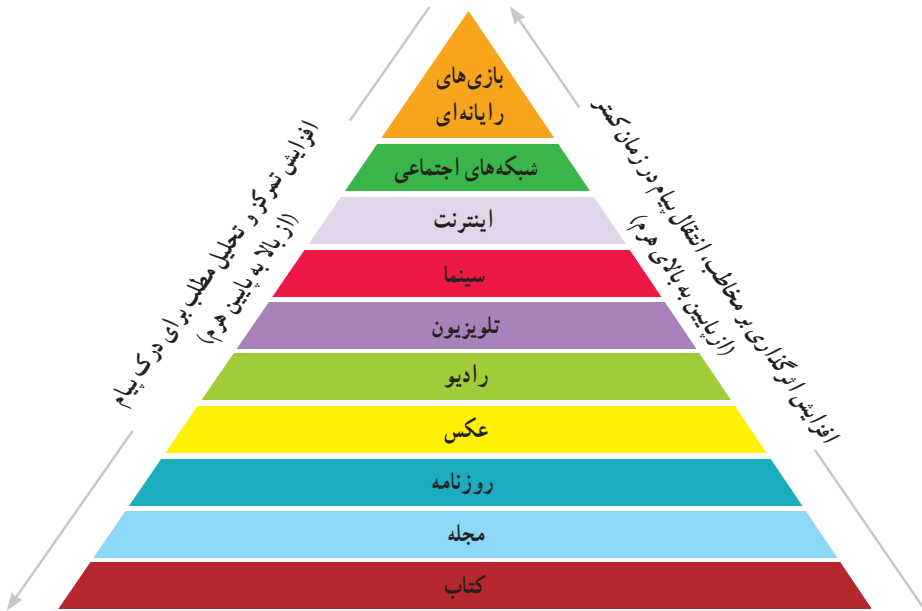 بازی‌های
رایانه‌ای
شبکه‌های اجتماعی
اینترنت
سینما
تلویزیون
رادیو
عکس
روزنامه
مجله
کتاب
افزایش اثرگذاری بر مخاطب، انتقال پیام در زمان کمتر
(از پایین به بالای هرم)
افزایش تمرکز و تحلیل مطلب برای درک پیام
(از بالا به پایین هرم)